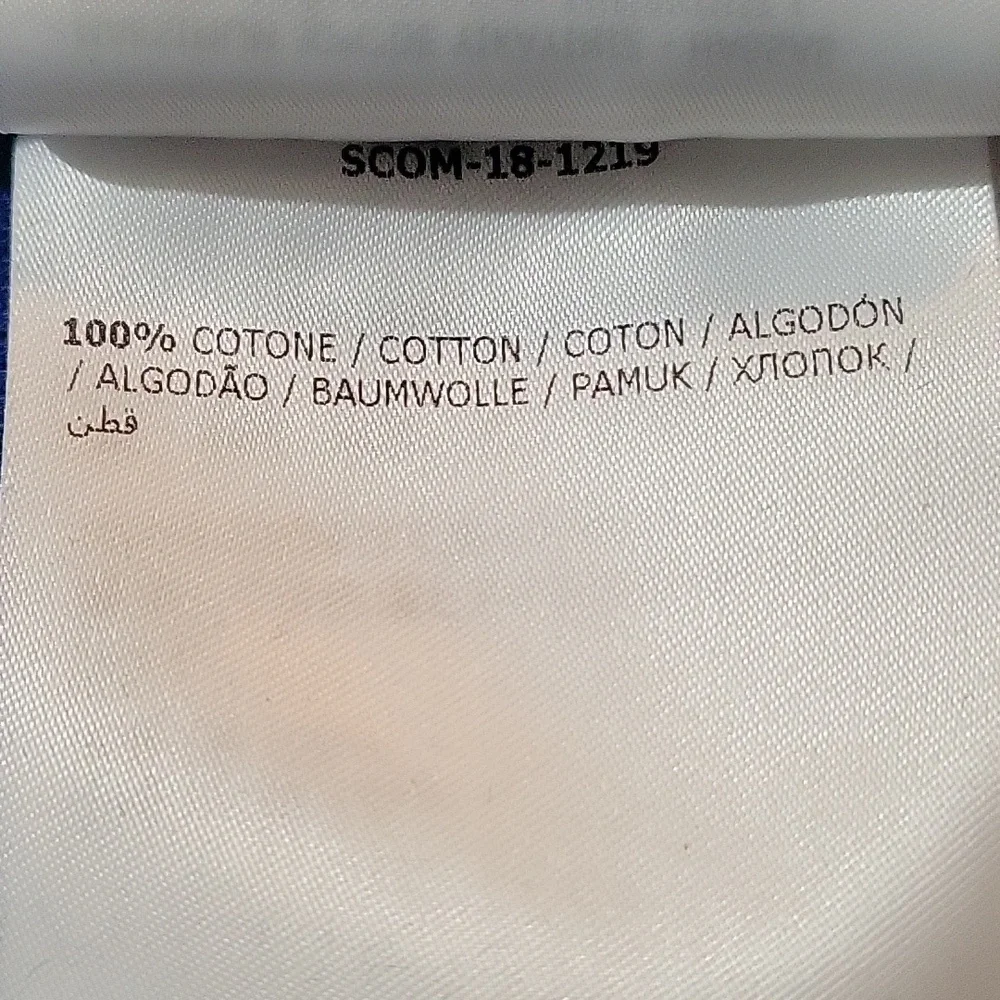 SCOM-18-1219
100% COTONE / COTTON / COTON / ALGODÓN
/ ALGODÃO / BAUMWOLLE / PAMUK / ХЛОПОК /
قطن